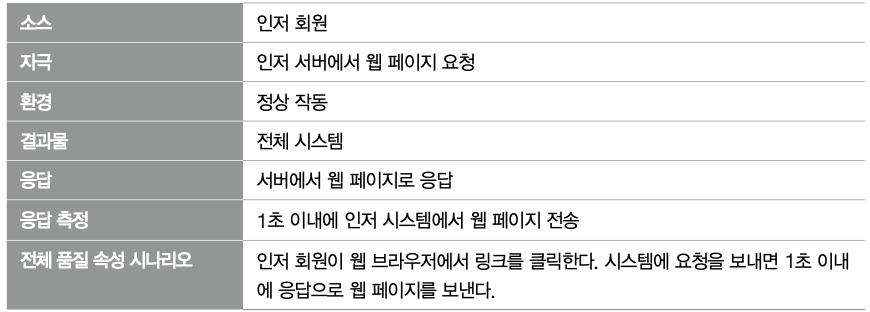 소스 인저 회원
자극 인저 서버에서 웹 페이지 요청
환경 정상 작동
결과물 전체 시스템
응답 서버에서 웹 페이지로 응답
응답 측정 1초 이내에 인저 시스템에서 웹 페이지 전송
전체 품질 속성 시나리오 인저 회원이 웹 브라우저에서 링크를 클릭한다. 시스템에 요청을 보내면 1초 이내
에 응답으로 웹 페이지를 보낸다.